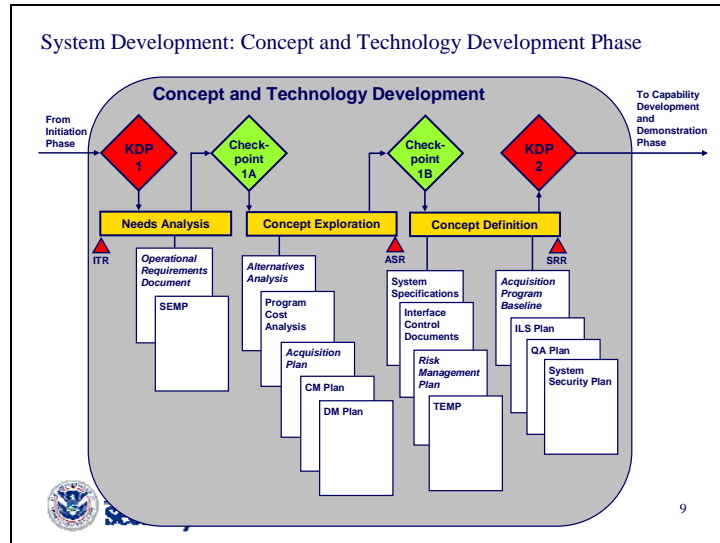 System Development: Concept and Technology Development Phase
Concept and Technology Development
From
Initiation
Phase
To Capability
Development
and
Demonstration
Phase
KDP
1
Check-
point
1A
Check-
point
1B
KDP
2
Needs Analysis
Concept Exploration
Concept Definition
ITR
ASR
SRR
Operational
Requirements
Document
SEMP
Alternatives
Analysis
Program
Cost
Analysis
Acquisition
Plan
CM Plan
DM Plan
System
Specifications
Interface
Control
Documents
Risk
Management
Plan
TEMP
Acquisition
Program
Baseline
ILS Plan
QA Plan
System
Security Plan
9